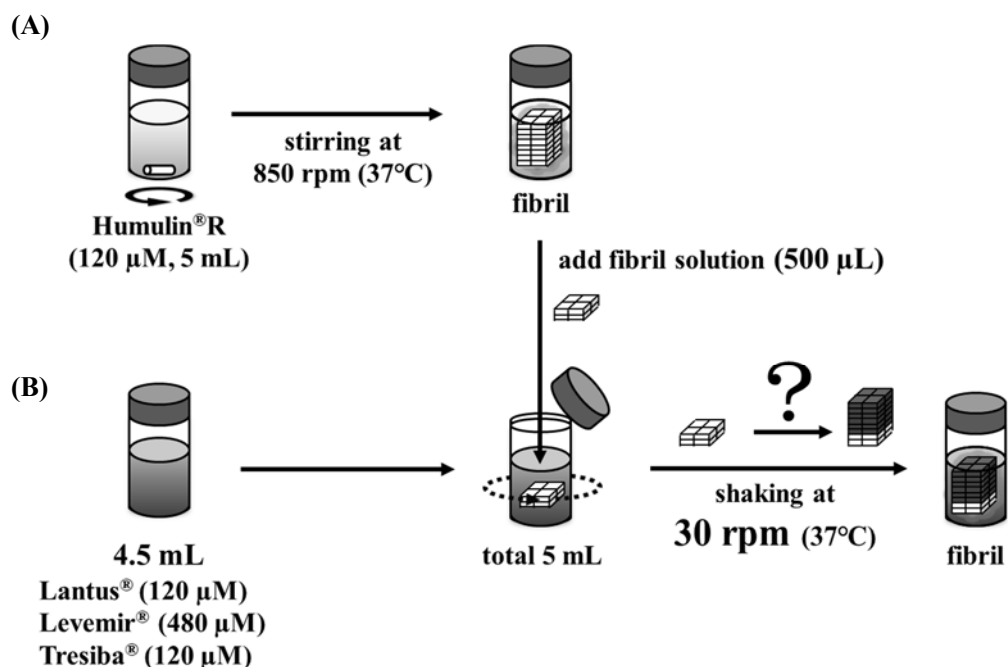 (A)
stirring at
850 rpm (37°C)
fibril
Humulin®R
(120 µM, 5 mL)
add fibril solution (500 µL)
(B)
?
shaking at
30 rpm (37°C)
4.5 mL
total 5 mL
fibril
Lantus® (120 µM)
Levemir® (480 µM)
Tresiba® (120 µM)